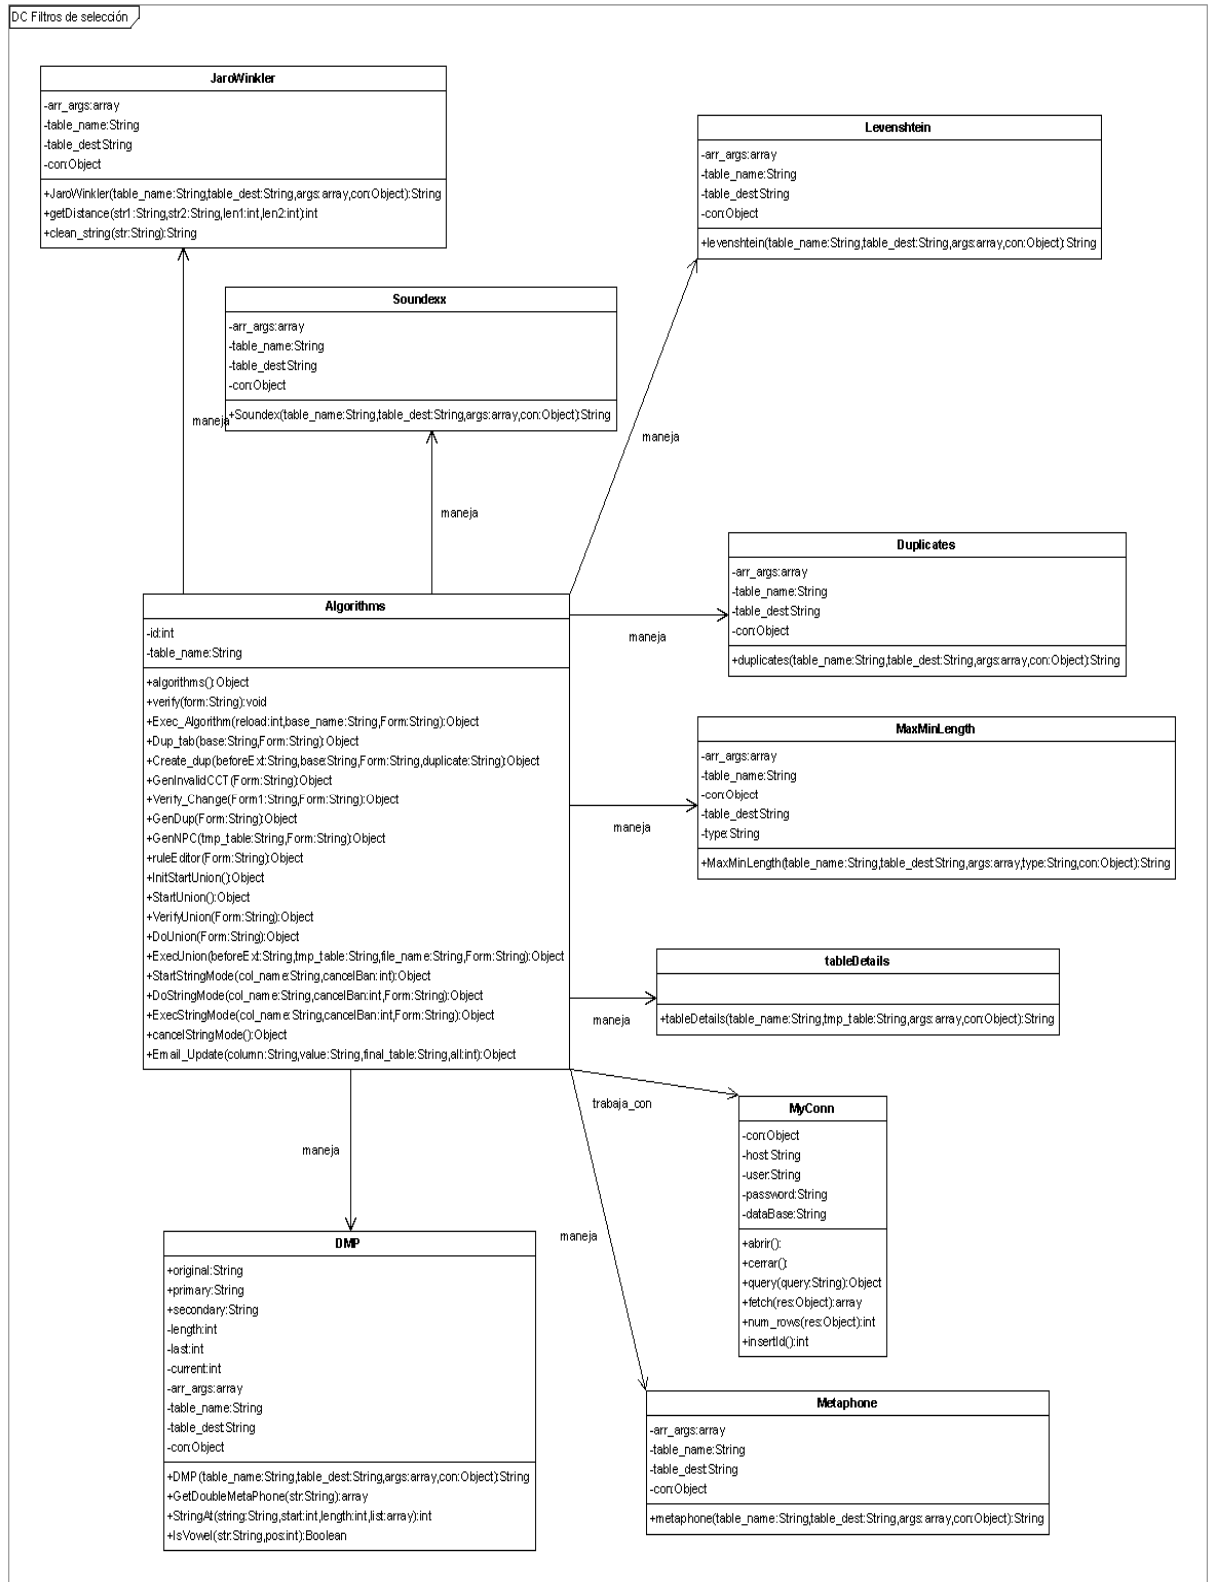 DC Filtros de selección
JaroWinkler
-arr_args:array
-table_name:String
-table_dest:String
-con:Object
+JaroWinkler(table_name:String,table_dest:String,args:array,con:Object):String
+getDistance(str1:String,str2:String,len1:int,len2:int):int
+clean_string(str:String):String
Levenshtein
-arr_args:array
-table_name:String
-table_dest:String
-con:Object
+levenshtein(table_name:String,table_dest:String,args:array,con:Object):String
Soundexx
-arr_args:array
-table_name:String
-table_dest:String
-con:Object
+Soundex(table_name:String,table_dest:String,args:array,con:Object):String
maneja
maneja
maneja
Duplicates
-arr_args:array
-table_name:String
-table_dest:String
-con:Object
+duplicates(table_name:String,table_dest:String,args:array,con:Object):String
maneja
Algorithms
-id:int
-table_name:String
+algorithms():Object
+verify(form:String):void
+Exec_Algorithm(reload:int,base_name:String,Form:String):Object
+Dup_tab(base:String,Form:String):Object
+Create_dup(beforeExt:String,base:String,Form:String,duplicate:String):Object
+GenInvalidCCT(Form:String):Object
+Verify_Change(Form1:String,Form:String):Object
+GenDup(Form:String):Object
+GenNPC(tmp_table:String,Form:String):Object
+ruleEditor(Form:String):Object
+InitStartUnion():Object
+StartUnion():Object
+VerifyUnion(Form:String):Object
+DoUnion(Form:String):Object
+ExecUnion(beforeExt:String,tmp_table:String,file_name:String,Form:String):Object
+StartStringMode(col_name:String,cancelBan:int):Object
+DoStringMode(col_name:String,cancelBan:int,Form:String):Object
+ExecStringMode(col_name:String,cancelBan:int,Form:String):Object
+cancelStringMode():Object
+Email_Update(column:String,value:String,final_table:String,all:int):Object
MaxMinLength
-arr_args:array
-table_name:String
-con:Object
-table_dest:String
-type:String
+MaxMinLength(table_name:String,table_dest:String,args:array,type:String,con:Object):String
maneja
tableDetails
+tableDetails(table_name:String,tmp_table:String,args:array,con:Object):String
maneja
trabaja_con
MyConn
-con:Object
-host:String
-user:String
-password:String
-dataBase:String
+abrir():
+cerrar():
+query(query:String):Object
+fetch(res:Object):array
+num_rows(res:Object):int
+insertId():int
maneja
maneja
DMP
+original:String
+primary:String
+secondary:String
-length:int
-last:int
-current:int
-arr_args:array
-table_name:String
-table_dest:String
-con:Object
+DMP(table_name:String,table_dest:String,args:array,con:Object):String
+GetDoubleMetaPhone(str:String):array
+StringAt(string:String,start:int,length:int,list:array):int
+IsVowel(str:String,pos:int):Boolean
Metaphone
-arr_args:array
-table_name:String
-table_dest:String
-con:Object
+metaphone(table_name:String,table_dest:String,args:array,con:Object):String